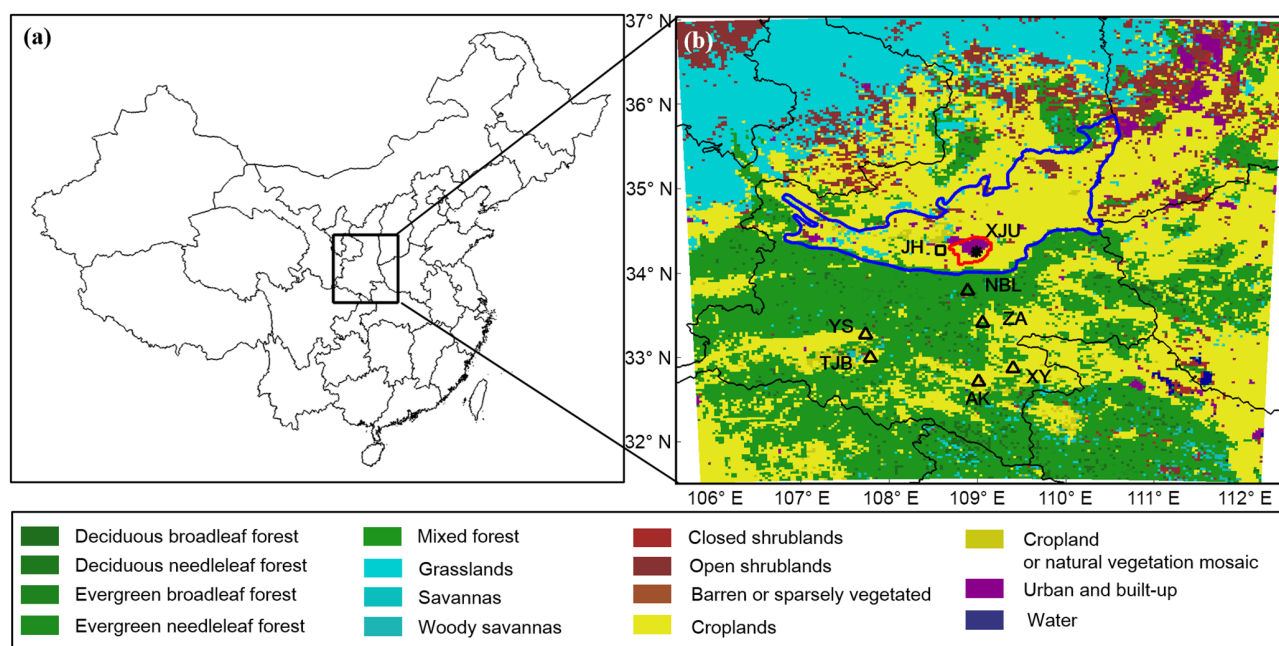 (a)
(b)
37° N
36° N
35° N
34° N
33° N
32° N
XJU
JH
NBL
ZA
YS
TJB
XY
AK
106° E 107° E 108° E 109° E 110° E 111° E 112° E
Deciduous broadleaf forest
Deciduous needleleaf forest
Evergreen broadleaf forest
Evergreen needleleaf forest
Mixed forest
Grasslands
Savannas
Woody savannas
Closed shrublands
Open shrublands
Barren or sparsely vegetated
Croplands
Cropland
or natural vegetation mosaic
Urban and built-up
Water